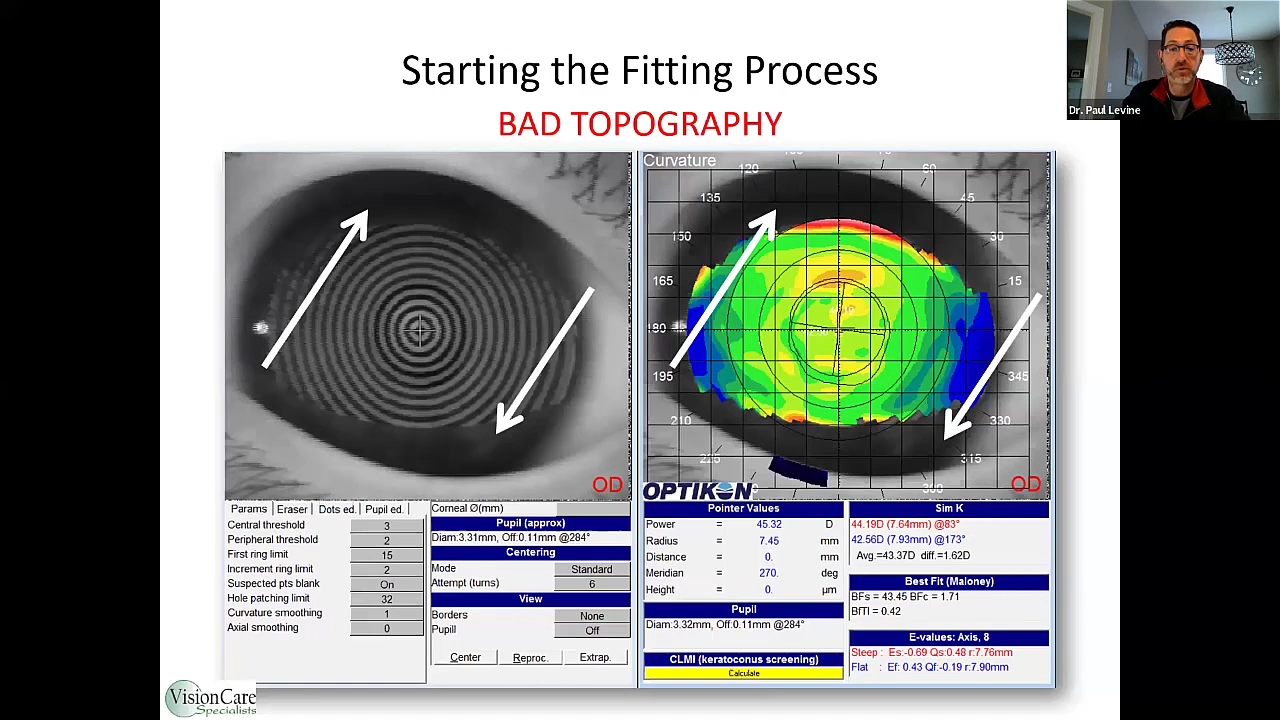 Starting the Fitting Process
BAD TOPOGRAPHY
Dr. Paul Levine
Curvature
120
60
135
45
150
30
165
15
180
195
345
210
330
225
315
300
OD
OD
OPTIKON
Params Eraser Dots ed. Pupil ed.
Central threshold 3
Peripheral threshold 2
First ring limit 15
Increment ring limit 2
Suspected pts blank On
Hole patching limit 32
Curvature smoothing 1
Axial smoothing 0
Corneal Ø(mm)
Pupil (approx)
Diam:3.31mm, Off:0.11mm @284°
Centering
Mode Standard
Attempt (turns) 6
View
Borders None
Pupil Off
Center Reproc. Extrap.
Pointer Values
Power = 45.32 D
Radius = 7.45 mm
Distance = 0. mm
Meridian = 270. deg
Height = 0. µm
Pupil
Diam:3.32mm, Off:0.11mm @284°
CLMI (keratoconus screening)
Calculate
Sim K
44.19D (7.64mm) @83°
42.56D (7.93mm) @173°
Avg.=43.37D diff.=1.62D
Best Fit (Maloney)
BFs = 43.45 BFc = 1.71
BfTI = 0.42
E-values: Axis, 8
Steep : Es:-0.69 Qs:0.48 r:7.76mm
Flat : Ef: 0.43 Qf:-0.19 r:7.90mm
VisionCare
Specialists